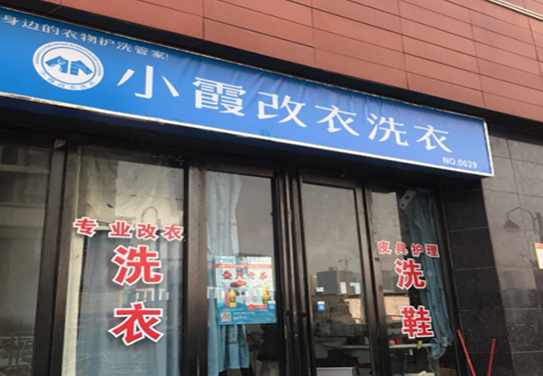 身边的衣物护洗管家!
小霞改衣洗衣
NO.0029
专业改衣
洗衣
皮具护理
洗鞋